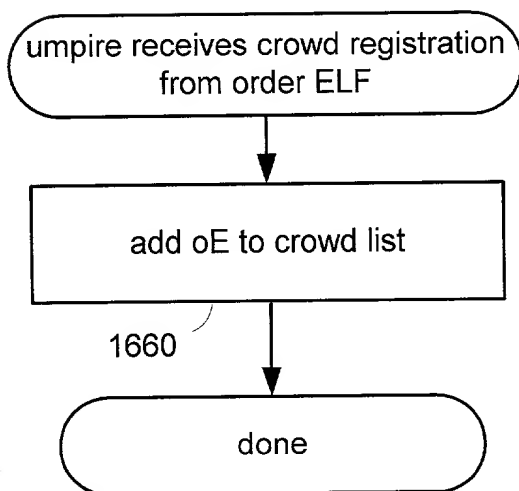 umpire receives crowd registration
from order ELF
add oE to crowd list
1660
done